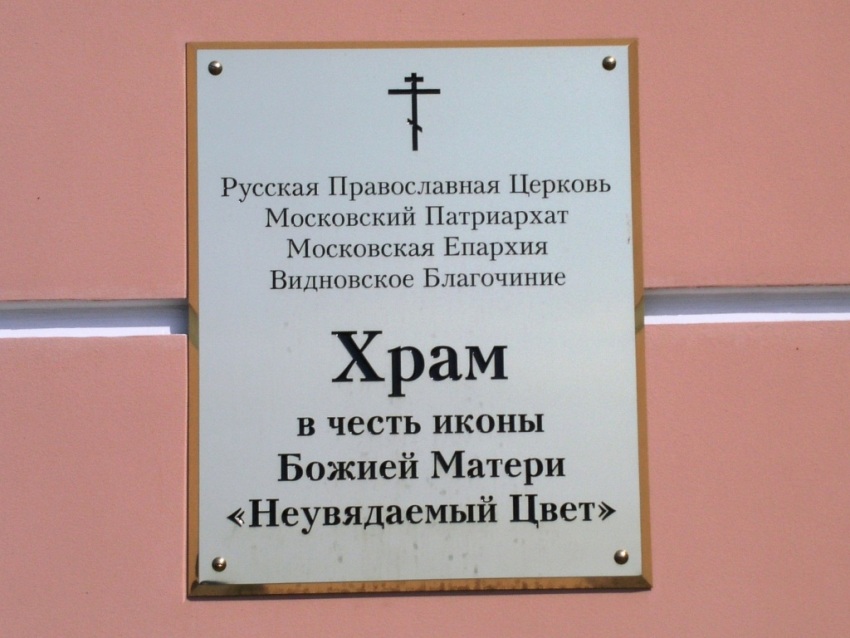 Русская Православная Церковь
Московский Патриархат
Московская Епархия
Видновское Благочиние
Храм
в честь иконы
Божией Матери
«Неувядаемый Цвет»